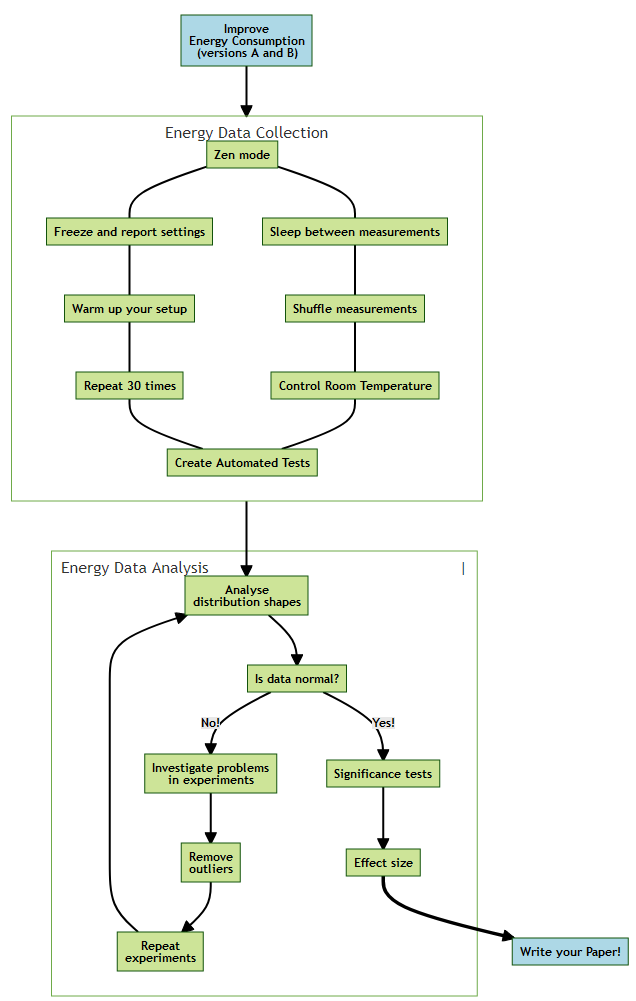 Improve
Energy Consumption
(versions A and B)
Energy Data Collection
Zen mode
Freeze and report settings
Sleep between measurements
Warm up your setup
Shuffle measurements
Repeat 30 times
Control Room Temperature
Create Automated Tests
Energy Data Analysis |
Analyse
distribution shapes
Is data normal?
No!
Yes!
Investigate problems
in experiments
Significance tests
Remove
outliers
Effect size
Repeat
experiments
Write your Paper!